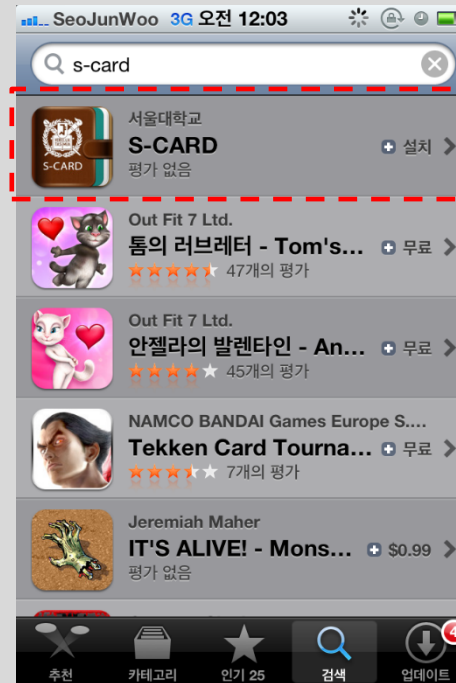 SeoJunWoo 3G 오전 12:03
s-card
서울대학교
S-CARD
S-CARD
설치
평가 없음
Out Fit 7 Ltd.
톰의 러브레터 - Tom's...
무료
47개의 평가
Out Fit 7 Ltd.
안젤라의 발렌타인 - An...
무료
45개의 평가
NAMCO BANDAI Games Europe S....
Tekken Card Tourna...
무료
7개의 평가
Jeremiah Maher
IT'S ALIVE! - Mons...
$0.99
평가 없음
4
추천
카테고리
인기 25
검색
업데이트